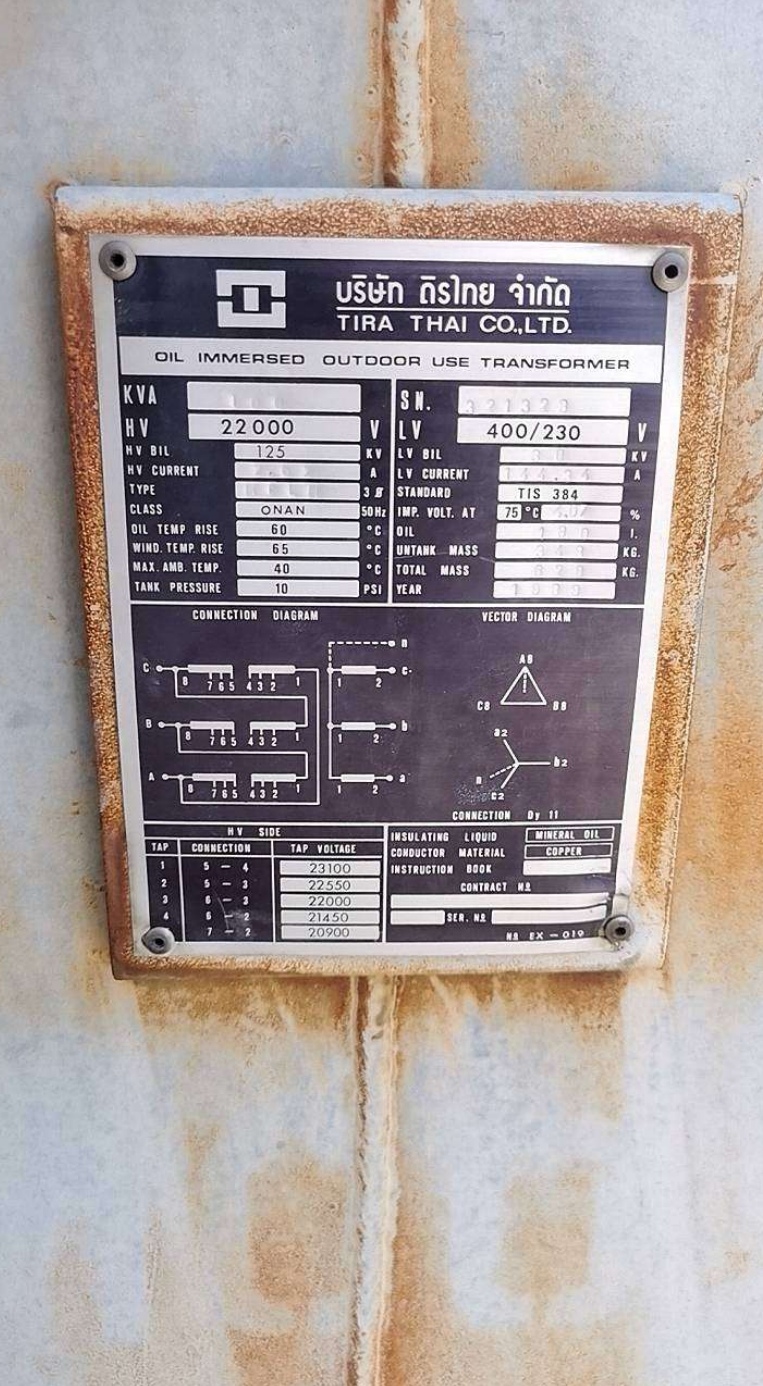 บริษัท ถิรไทย จำกัด
TIRA THAI CO.,LTD.
OIL IMMERSED OUTDOOR USE TRANSFORMER
KVA
HV 22000 V
HV BIL 125 KV
HV CURRENT A
TYPE 3 Ø
CLASS ONAN 50Hz
OIL TEMP RISE 60 °C
WIND. TEMP. RISE 65 °C
MAX. AMB. TEMP. 40 °C
TANK PRESSURE 10 PSI
SN. 321329
LV 400/230 V
LV BIL 30 KV
LV CURRENT 144.34 A
STANDARD TIS 384
IMP. VOLT. AT 75 °C %
OIL l.
UNTANK MASS KG.
TOTAL MASS KG.
YEAR
CONNECTION DIAGRAM
n
C 8 7 6 5 4 3 2 1 1 2 c
B 8 7 6 5 4 3 2 1 1 2 b
A 8 7 6 5 4 3 2 1 1 2 a
VECTOR DIAGRAM
A8
C8 B8
a2
b2
n
c2
CONNECTION Dy 11
HV SIDE
TAP CONNECTION TAP VOLTAGE
1 5 – 4 23100
2 5 – 3 22550
3 6 – 3 22000
4 6 – 2 21450
7 – 2 20900
INSULATING LIQUID MINERAL OIL
CONDUCTOR MATERIAL COPPER
INSTRUCTION BOOK
CONTRACT Nº
SER. Nº
Nº EX – 019